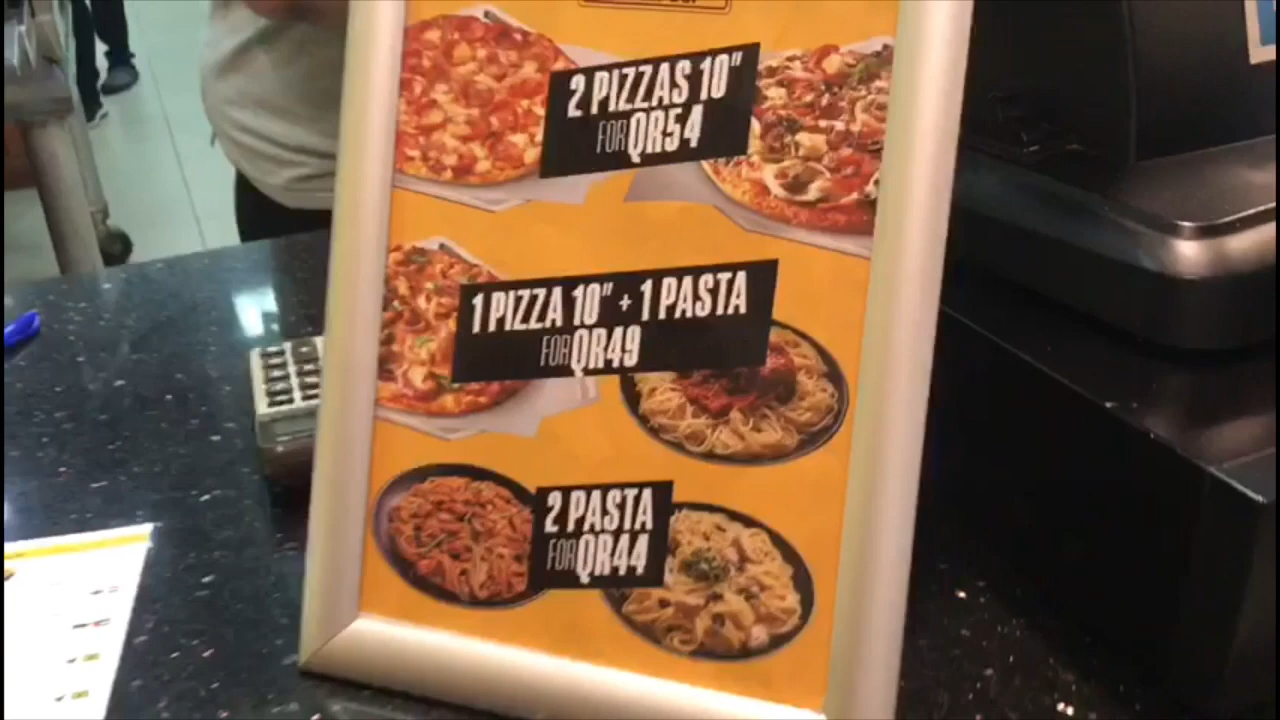 2 PIZZAS 10"
FOR QR54
1 PIZZA 10" + 1 PASTA
FOR QR49
2 PASTA
FOR QR44